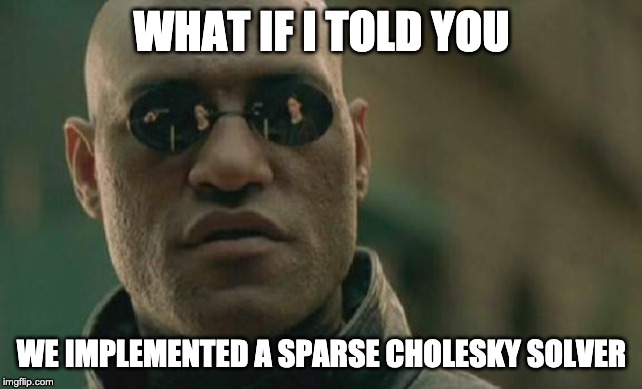 WHAT IF I TOLD YOU
WE IMPLEMENTED A SPARSE CHOLESKY SOLVER
imgflip.com